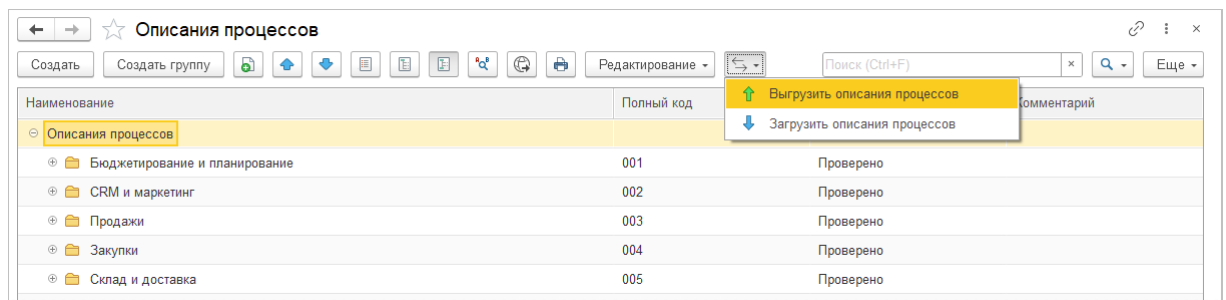 Описания процессов
Создать Создать группу Редактирование Поиск (Ctrl+F) × Еще
Наименование Полный код Комментарий
Выгрузить описания процессов
Загрузить описания процессов
Описания процессов
Бюджетирование и планирование 001 Проверено
CRM и маркетинг 002 Проверено
Продажи 003 Проверено
Закупки 004 Проверено
Склад и доставка 005 Проверено